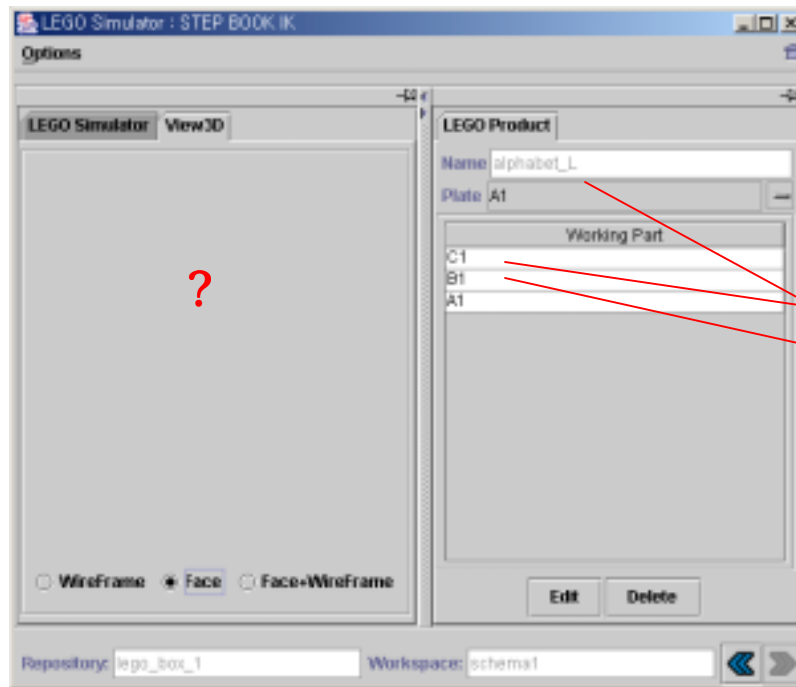 LEGO Simulator : STEP BOOK IK
Options
LEGO Simulator View3D
LEGO Product
Name alphabet_L
Plate A1
Working Part
C1
B1
A1
?
WireFrame Face Face+WireFrame
Edit Delete
Repository: lego_box_1 Workspace: schema1